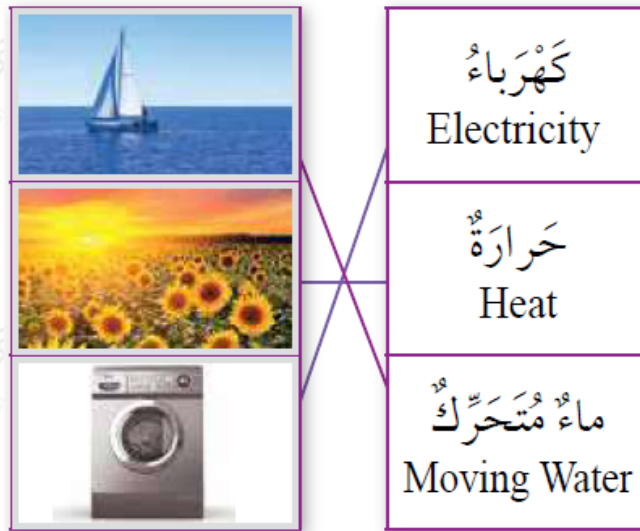 كَهْرَباءُ
Electricity
حَرارَةٌ
Heat
ماءٌ مُتَحَرِّكٌ
Moving Water